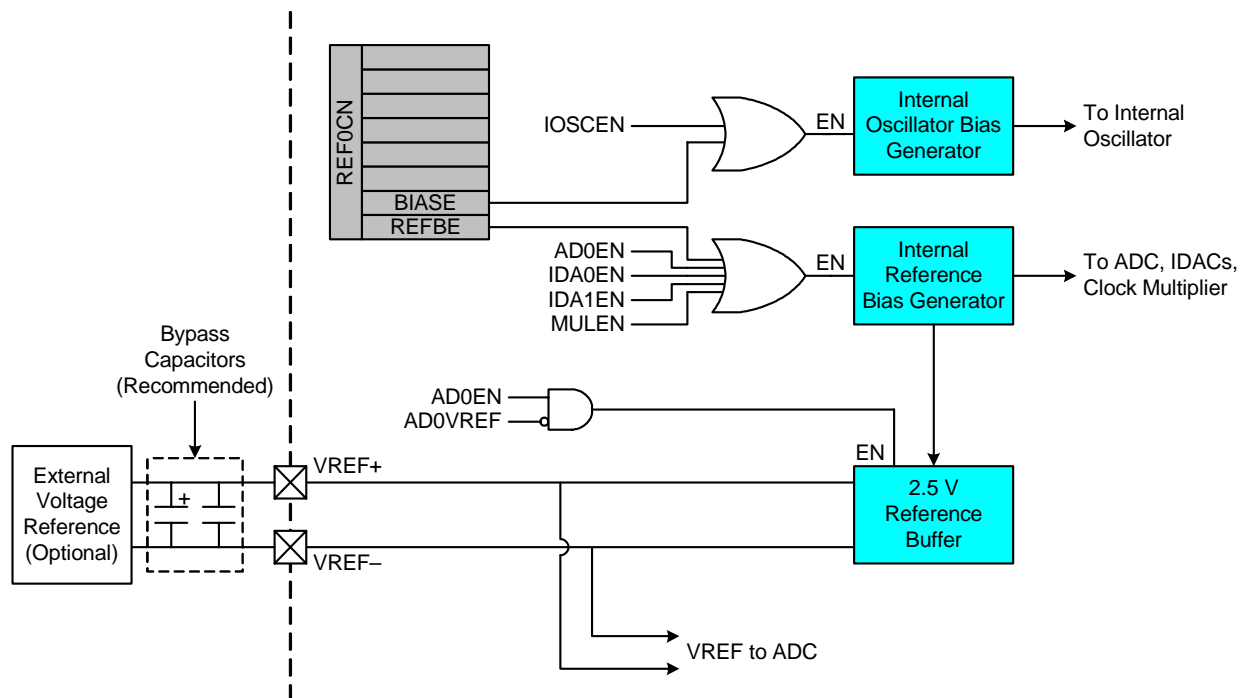 REF0CN
BIASE
REFBE
IOSCEN
EN
Internal
Oscillator Bias
Generator
To Internal
Oscillator
AD0EN
IDA0EN
IDA1EN
MULEN
EN
Internal
Reference
Bias Generator
To ADC, IDACs,
Clock Multiplier
Bypass
Capacitors
(Recommended)
AD0EN
AD0VREF
EN
External
Voltage
Reference
(Optional)
+
VREF+
VREF–
2.5 V
Reference
Buffer
VREF to ADC